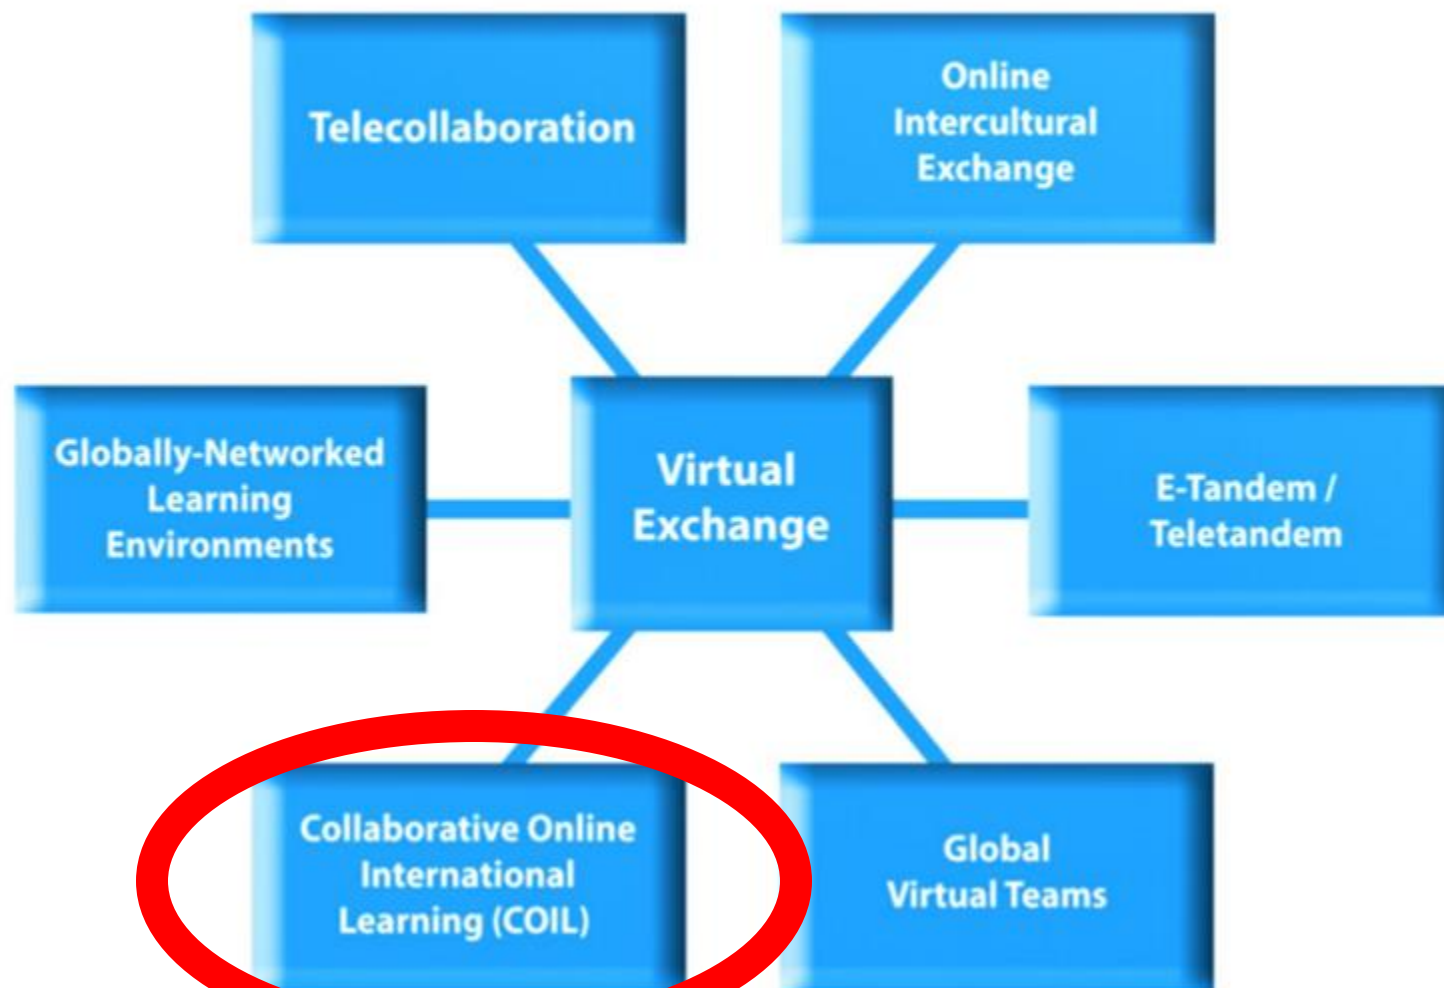 Telecollaboration
Online
Intercultural
Exchange
Globally-Networked
Learning
Environments
Virtual
Exchange
E-Tandem /
Teletandem
Collaborative Online
International
Learning (COIL)
Global
Virtual Teams